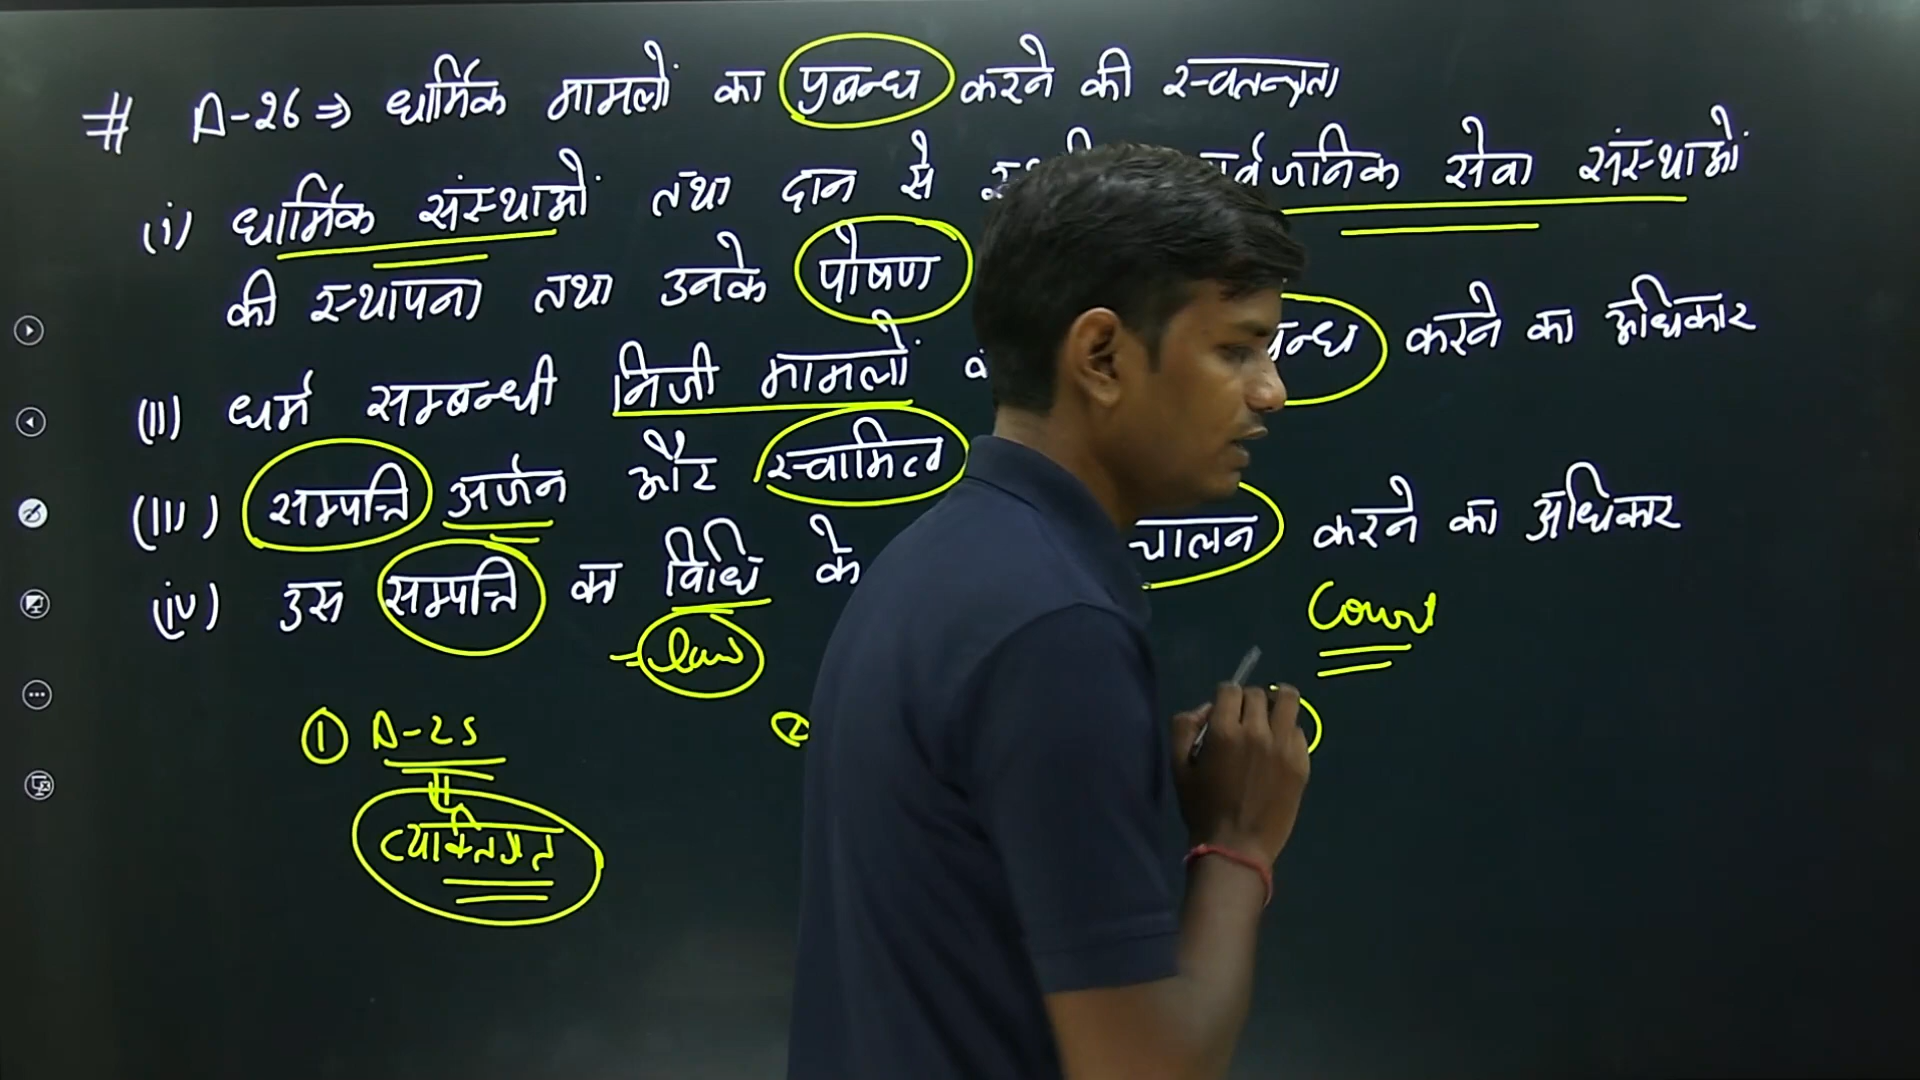 # A-26 ⇒ धार्मिक मामलों का प्रबन्ध करने की स्वतन्त्रता
(i) धार्मिक संस्थाओं तथा दान से सेवा संस्थाओं
की स्थापना तथा उनके पोषण करने का अधिकार
(ii) धर्म सम्बन्धी निजी मामलों
(iii) सम्पत्ति अर्जन और स्वामित्व
(iv) उस सम्पत्ति का विधि के चालन करने का अधिकार
law
Court
① A-25
②
व्यक्तिगत